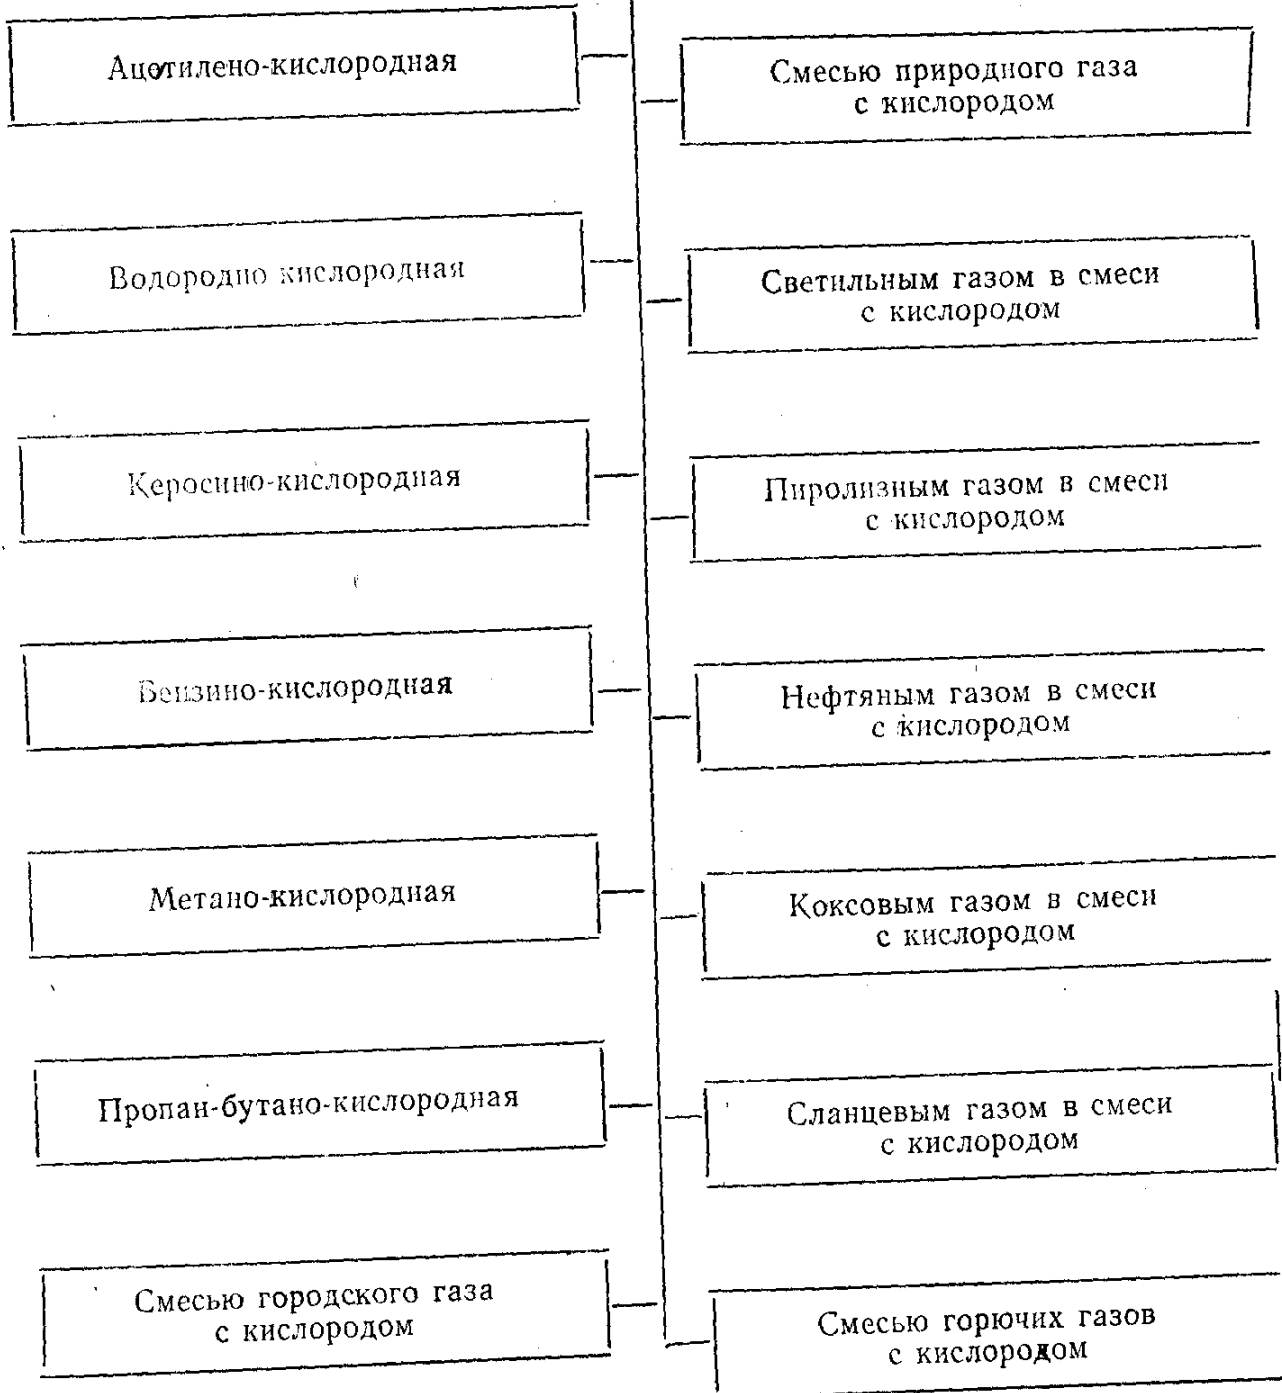 Ацетилено-кислородная
Смесью природного газа
с кислородом
Водородно кислородная
Светильным газом в смеси
с кислородом
Керосино-кислородная
Пиролизным газом в смеси
с кислородом
Бензино-кислородная
Нефтяным газом в смеси
с кислородом
Метано-кислородная
Коксовым газом в смеси
с кислородом
Пропан-бутано-кислородная
Сланцевым газом в смеси
с кислородом
Смесью городского газа
с кислородом
Смесью горючих газов
с кислородом